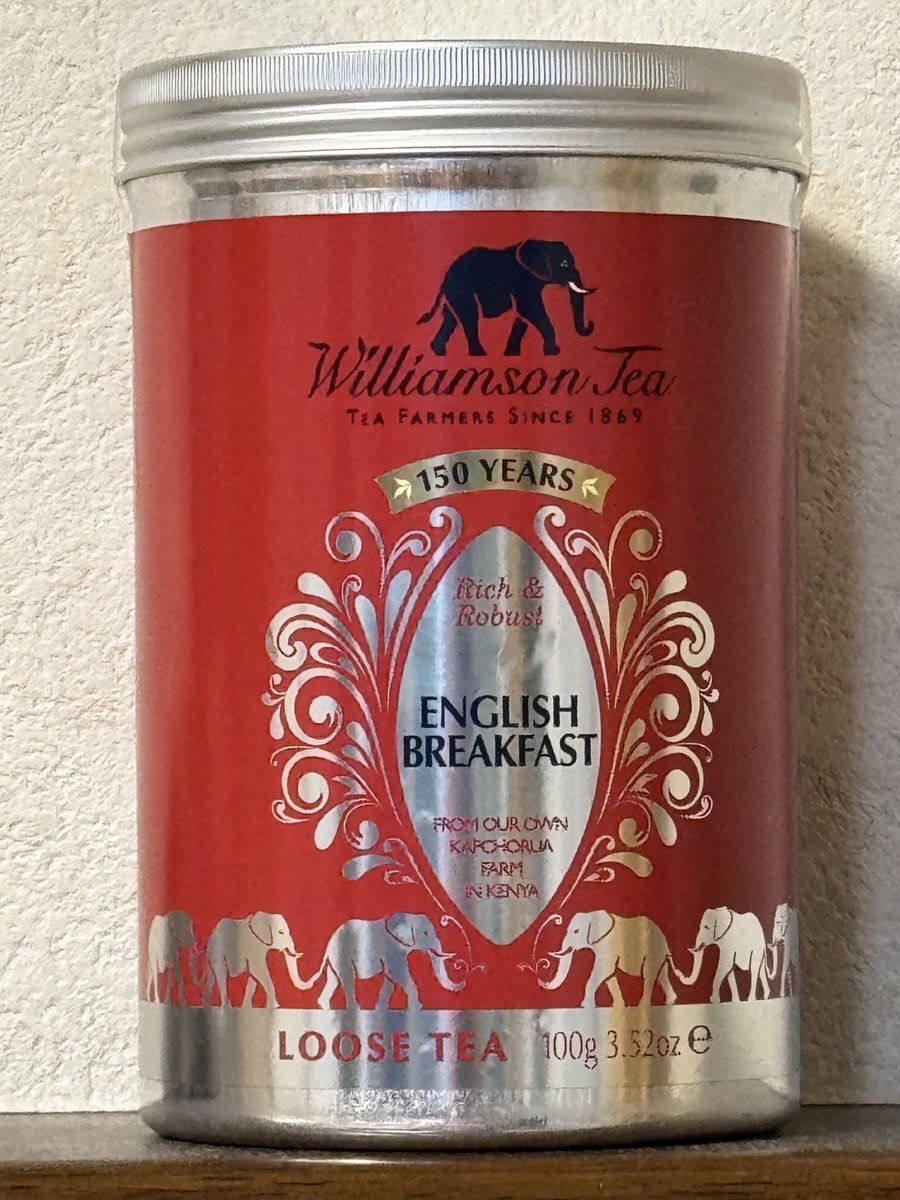 Williamson Tea
TEA FARMERS SINCE 1869
150 YEARS
Rich &
Robust
ENGLISH
BREAKFAST
FROM OUR OWN
KAPCHORUA
FARM
IN KENYA
LOOSE TEA 100g 3.52oz ℮